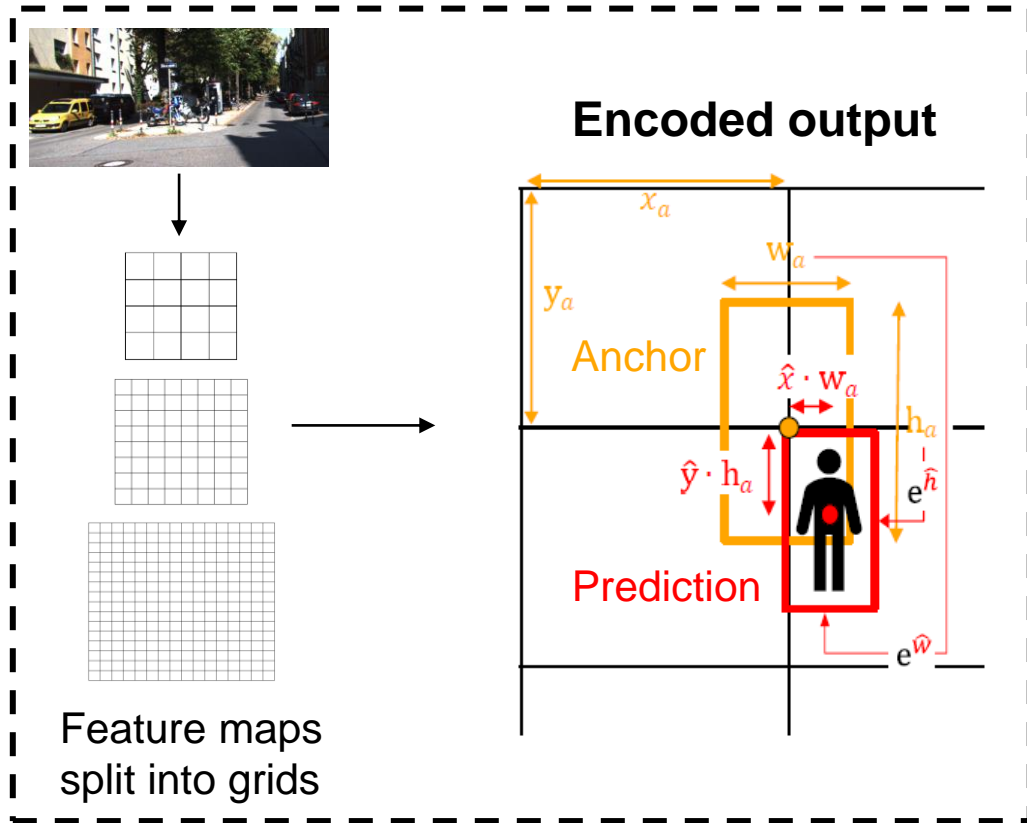 Encoded output
x_a
w_a
y_a
Anchor
x̂ · w_a
h_a
ŷ · h_a
e^ĥ
Prediction
e^ŵ
Feature maps
split into grids